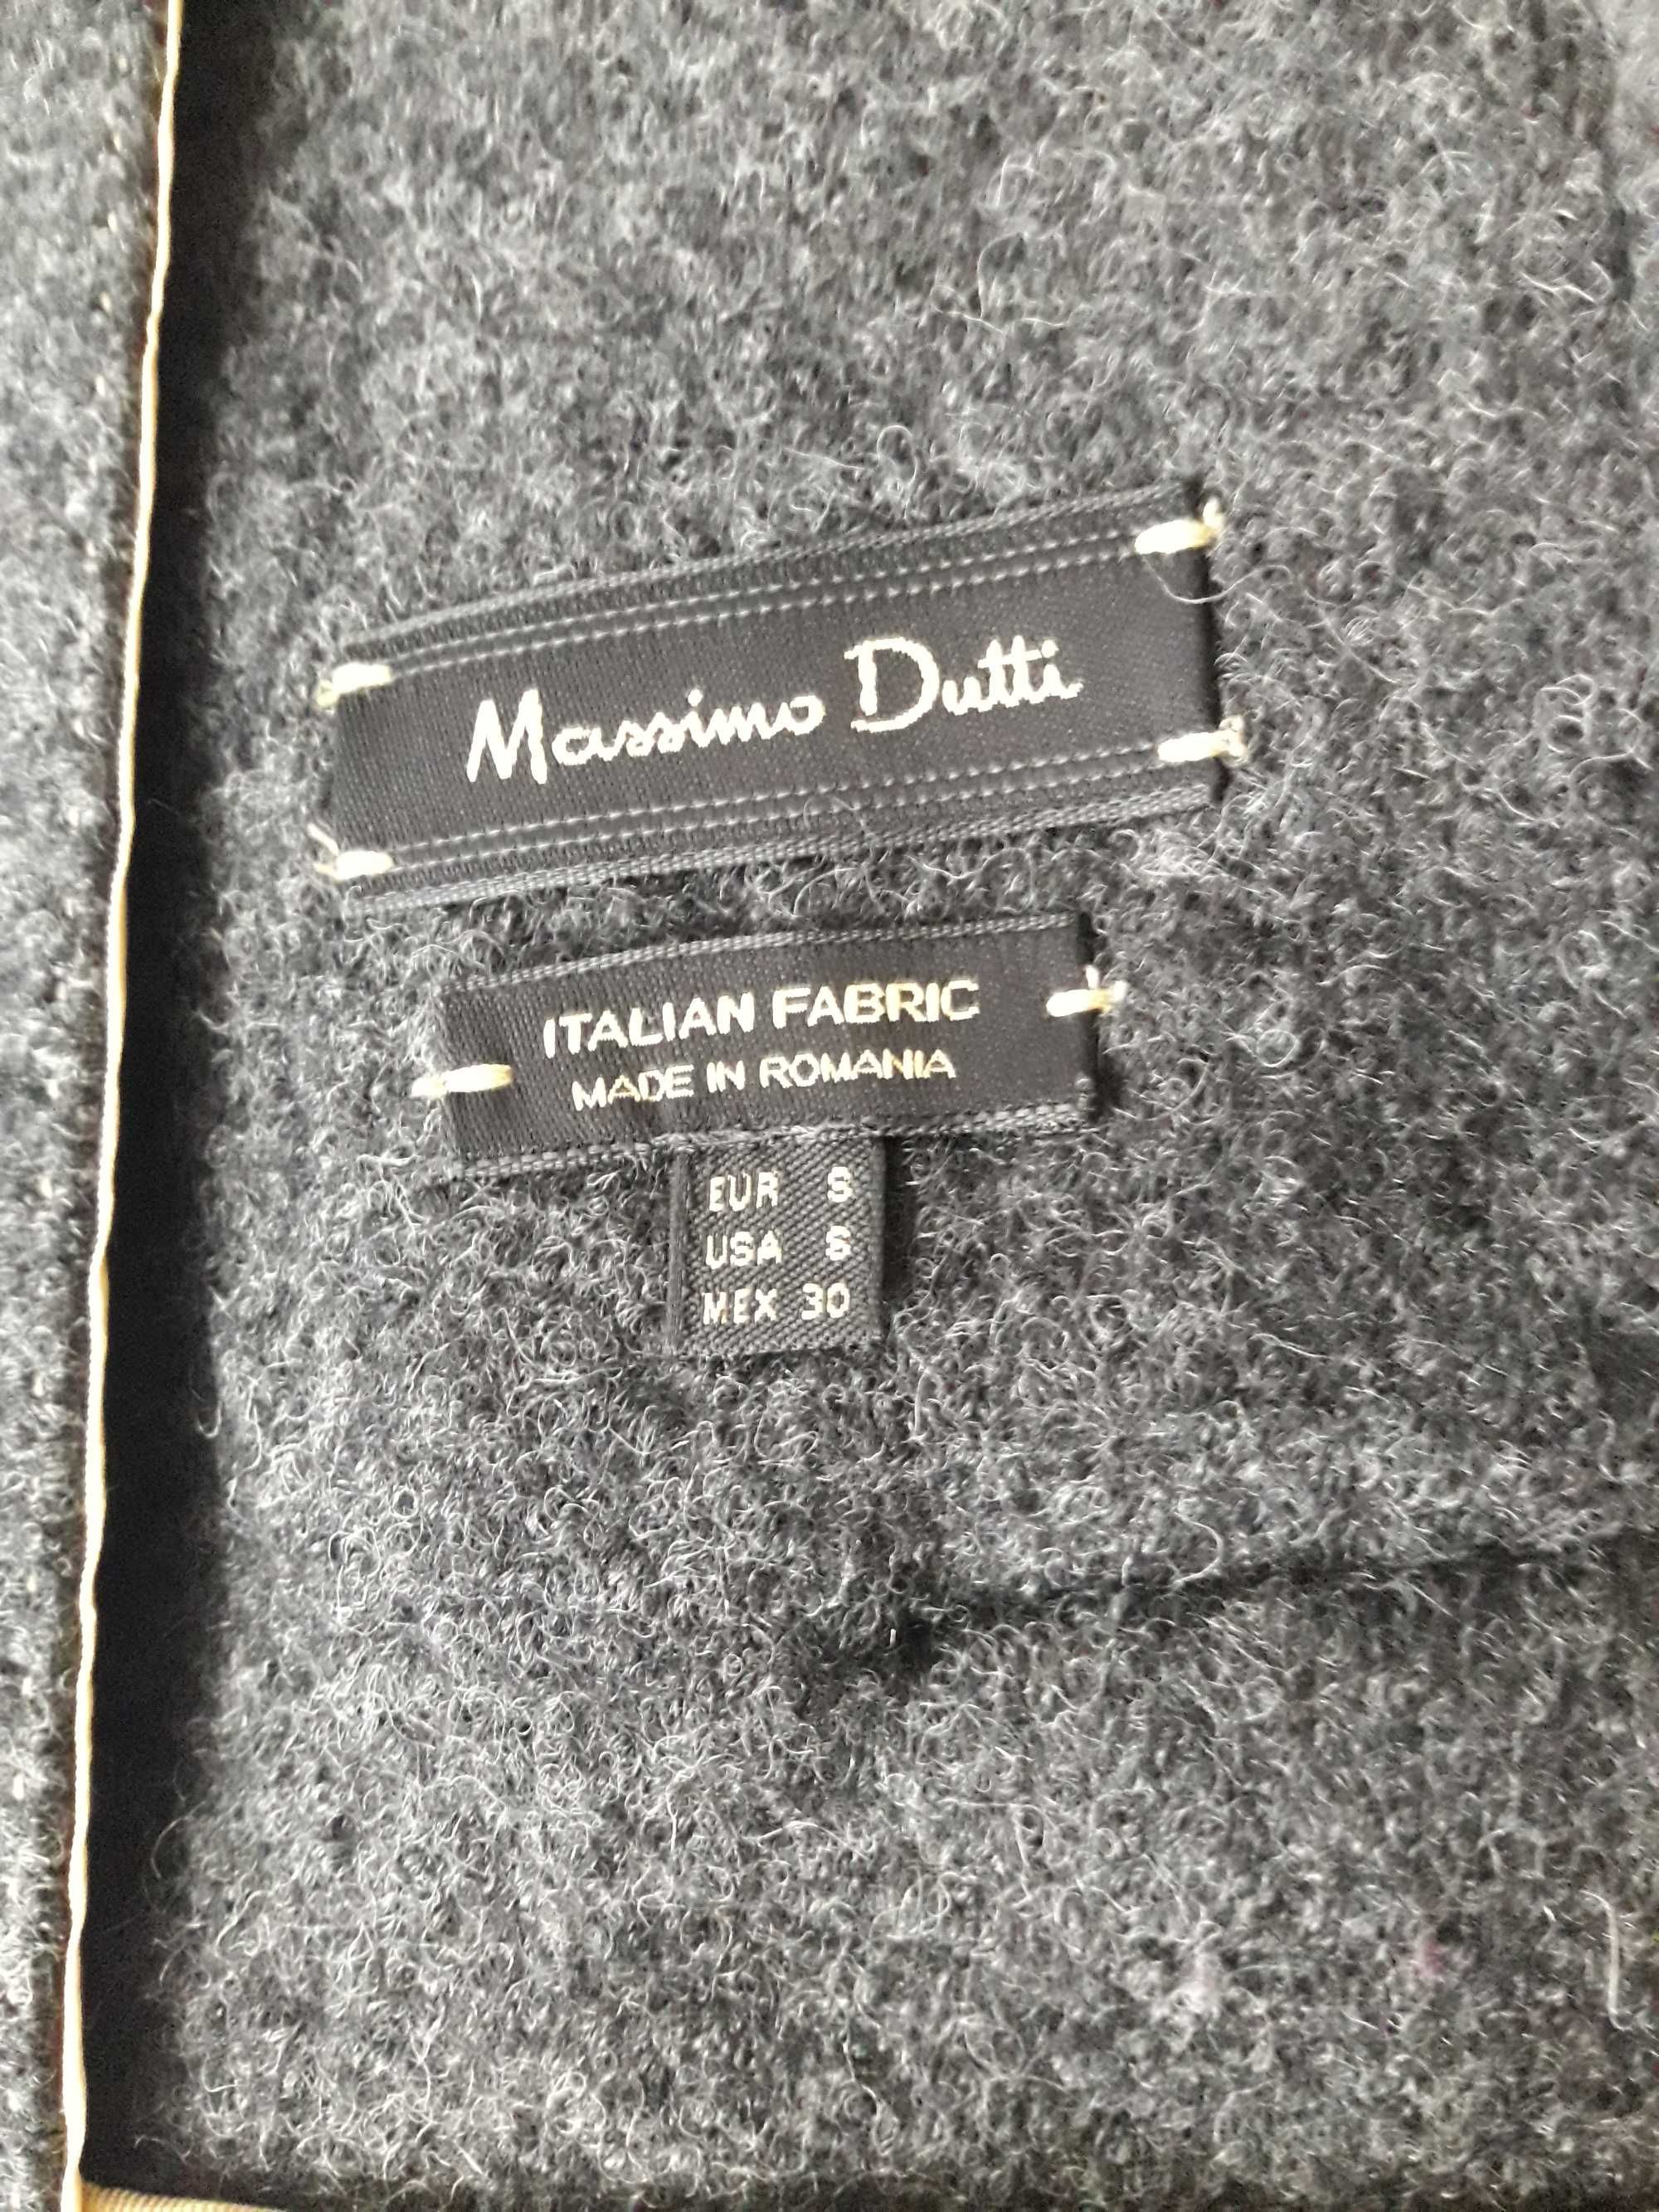 Massimo Dutti
ITALIAN FABRIC
MADE IN ROMANIA
EUR S
USA S
MEX 30